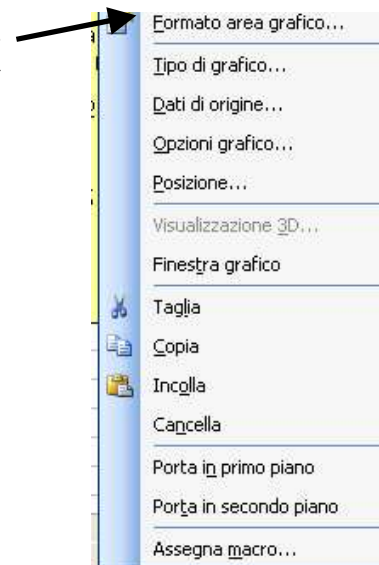 Formato area grafico...
Tipo di grafico...
Dati di origine...
Opzioni grafico...
Posizione...
Visualizzazione 3D...
Finestra grafico
Taglia
Copia
Incolla
Cancella
Porta in primo piano
Porta in secondo piano
Assegna macro...